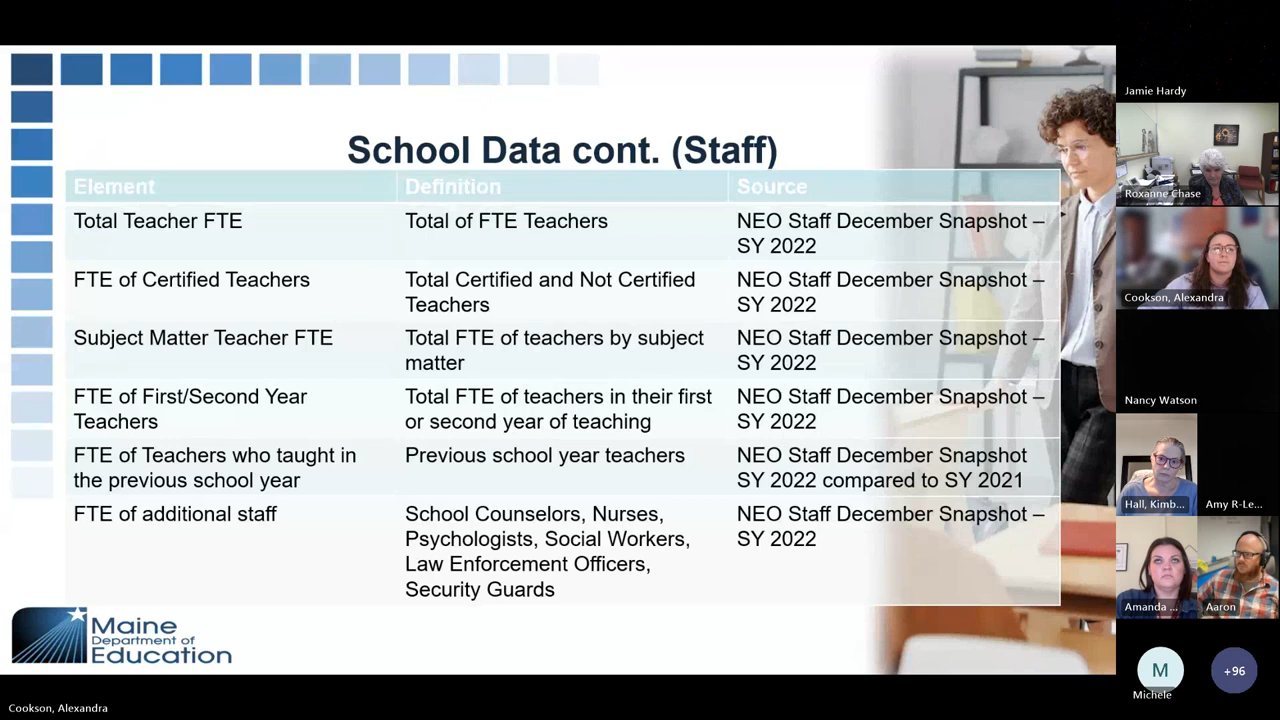 School Data cont. (Staff)
Element
Definition
Source
Total Teacher FTE
Total of FTE Teachers
NEO Staff December Snapshot –
SY 2022
FTE of Certified Teachers
Total Certified and Not Certified
Teachers
NEO Staff December Snapshot –
SY 2022
Subject Matter Teacher FTE
Total FTE of teachers by subject
matter
NEO Staff December Snapshot –
SY 2022
FTE of First/Second Year
Teachers
Total FTE of teachers in their first
or second year of teaching
NEO Staff December Snapshot –
SY 2022
FTE of Teachers who taught in
the previous school year
Previous school year teachers
NEO Staff December Snapshot
SY 2022 compared to SY 2021
FTE of additional staff
School Counselors, Nurses,
Psychologists, Social Workers,
Law Enforcement Officers,
Security Guards
NEO Staff December Snapshot –
SY 2022
Maine
Department of
Education
Cookson, Alexandra
Jamie Hardy
Roxanne Chase
Cookson, Alexandra
Nancy Watson
Hall, Kimb...
Amy R-Le...
Amanda ...
Aaron
M
Michele
+96